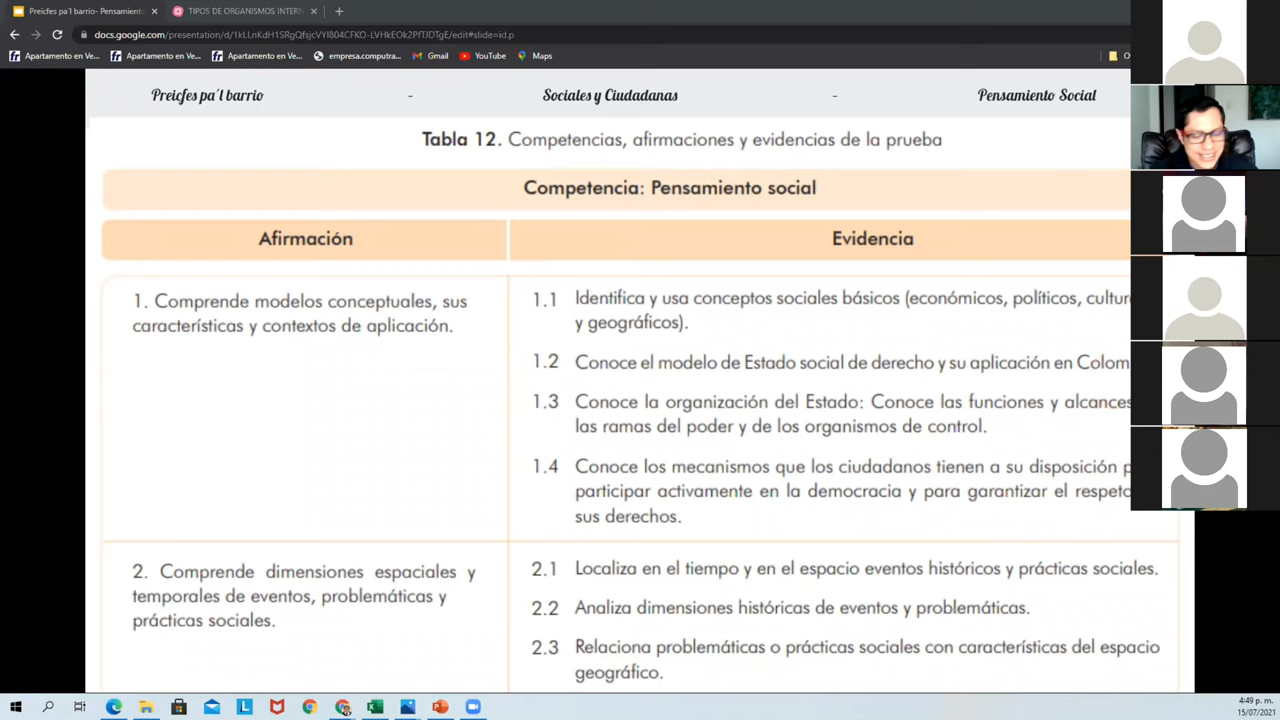 Preicfes pa'l barrio- Pensamiento
TIPOS DE ORGANISMOS INTERN
docs.google.com/presentation/d/1kLLnKdH1SRgQfsjcVYI804CFKO-LVHkEOk2PfTJDTgE/edit#slide=id.p
Apartamento en Ve...
Apartamento en Ve...
Apartamento en Ve...
empresa.computra...
Gmail
YouTube
Maps
Preicfes pa´l barrio - Sociales y Ciudadanas - Pensamiento Social
Tabla 12. Competencias, afirmaciones y evidencias de la prueba
Competencia: Pensamiento social
Afirmación
Evidencia
1. Comprende modelos conceptuales, sus
características y contextos de aplicación.
1.1 Identifica y usa conceptos sociales básicos (económicos, políticos, cultur
y geográficos).
1.2 Conoce el modelo de Estado social de derecho y su aplicación en Colom
1.3 Conoce la organización del Estado: Conoce las funciones y alcances
las ramas del poder y de los organismos de control.
1.4 Conoce los mecanismos que los ciudadanos tienen a su disposición p
participar activamente en la democracia y para garantizar el respeto
sus derechos.
2. Comprende dimensiones espaciales y
temporales de eventos, problemáticas y
prácticas sociales.
2.1 Localiza en el tiempo y en el espacio eventos históricos y prácticas sociales.
2.2 Analiza dimensiones históricas de eventos y problemáticas.
2.3 Relaciona problemáticas o prácticas sociales con características del espacio
geográfico.
4:49 p. m.
15/07/2021